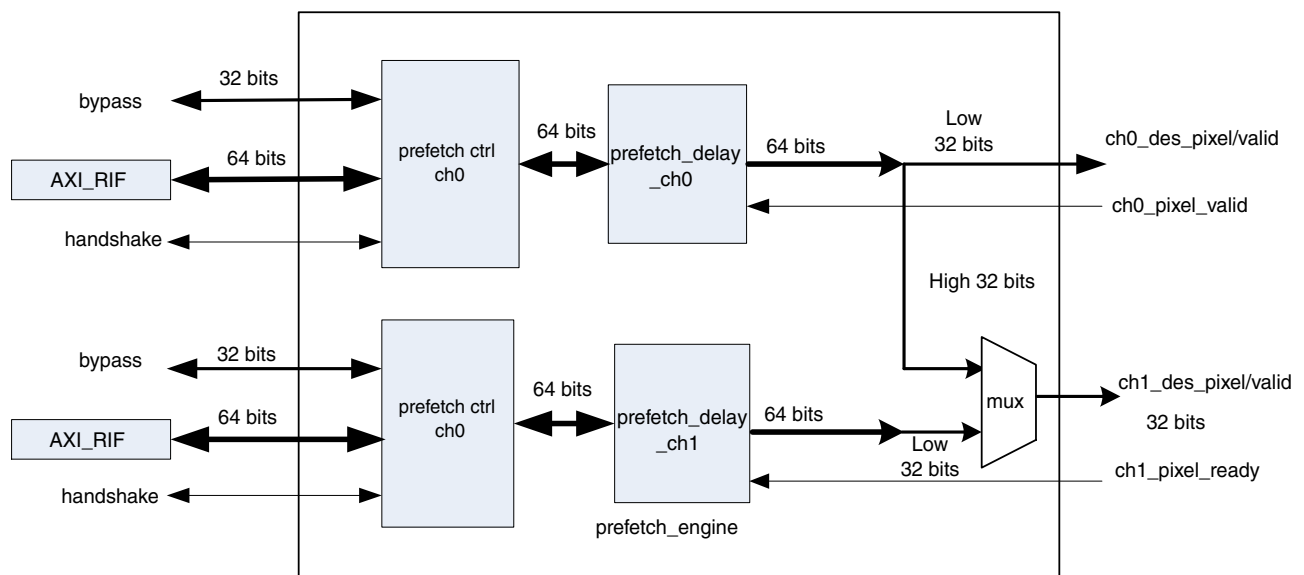 32 bits
bypass
64 bits
AXI_RIF
handshake
prefetch ctrl
ch0
64 bits
prefetch_delay
_ch0
64 bits
Low
32 bits
ch0_des_pixel/valid
ch0_pixel_valid
High 32 bits
bypass
32 bits
64 bits
AXI_RIF
handshake
prefetch ctrl
ch0
64 bits
prefetch_delay
_ch1
64 bits
Low
32 bits
mux
ch1_des_pixel/valid
32 bits
ch1_pixel_ready
prefetch_engine